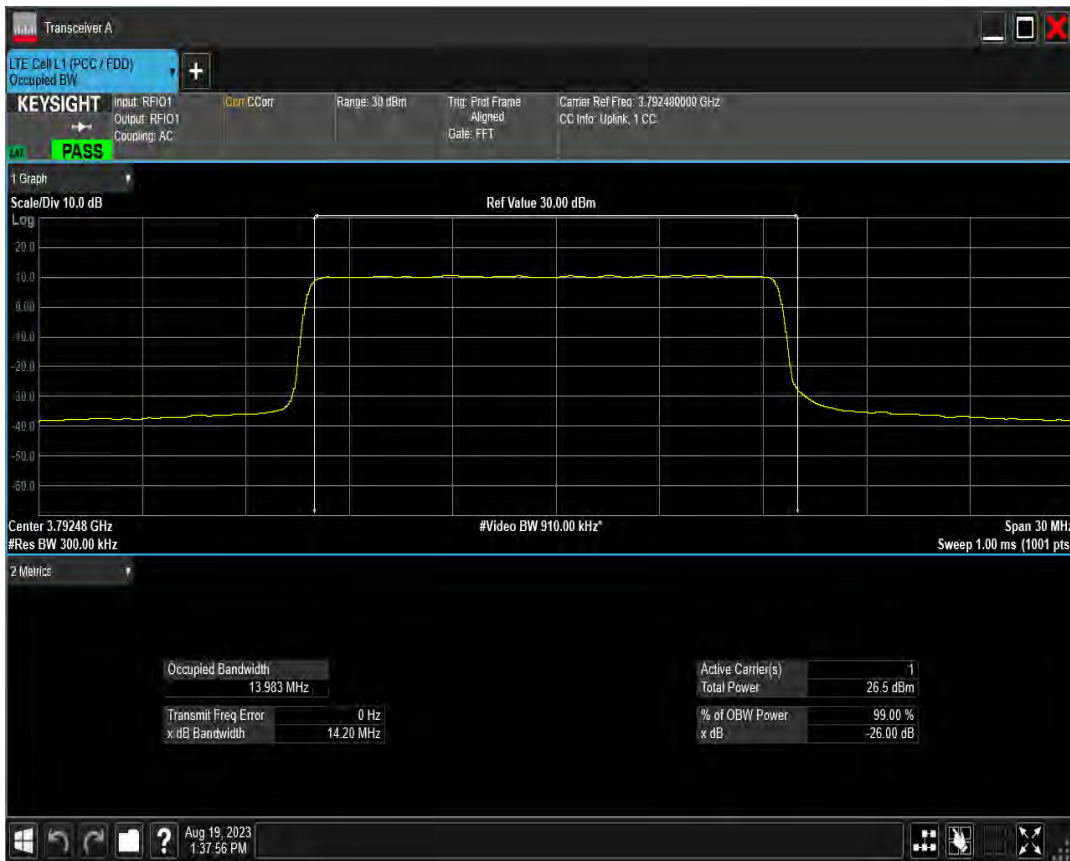 Transceiver A
LTE Cell L1 (PCC / FDD)
Occupied BW
+
KEYSIGHT
Input: RFIO1
Output: RFIO1
Coupling: AC
Corr CCorr
Range: 30 dBm
Trig: Prot Frame
Aligned
Gate: FFT
Carrier Ref Freq: 3.792480000 GHz
CC Info: Uplink, 1 CC
PASS
1 Graph
Scale/Div 10.0 dB
Ref Value 30.00 dBm
Log
20.0
10.0
0.00
-10.0
-20.0
-30.0
-40.0
-50.0
-60.0
Center 3.79248 GHz
#Video BW 910.00 kHz*
Span 30 MHz
#Res BW 300.00 kHz
Sweep 1.00 ms (1001 pts
2 Metrics
Occupied Bandwidth
13.983 MHz
Transmit Freq Error 0 Hz
x dB Bandwidth 14.20 MHz
Active Carrier(s) 1
Total Power 26.5 dBm
% of OBW Power 99.00 %
x dB -26.00 dB
?
Aug 19, 2023
1:37:56 PM